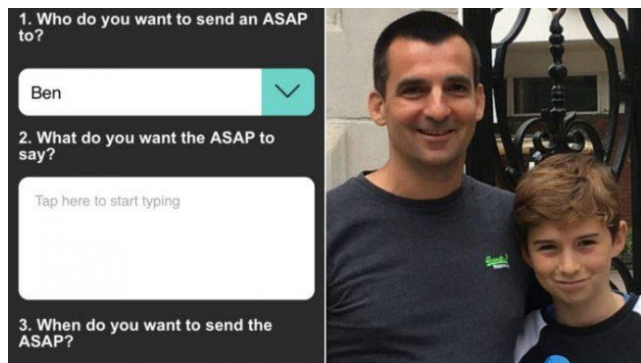 1. Who do you want to send an ASAP
to?
Ben
2. What do you want the ASAP to
say?
Tap here to start typing
3. When do you want to send the
ASAP?